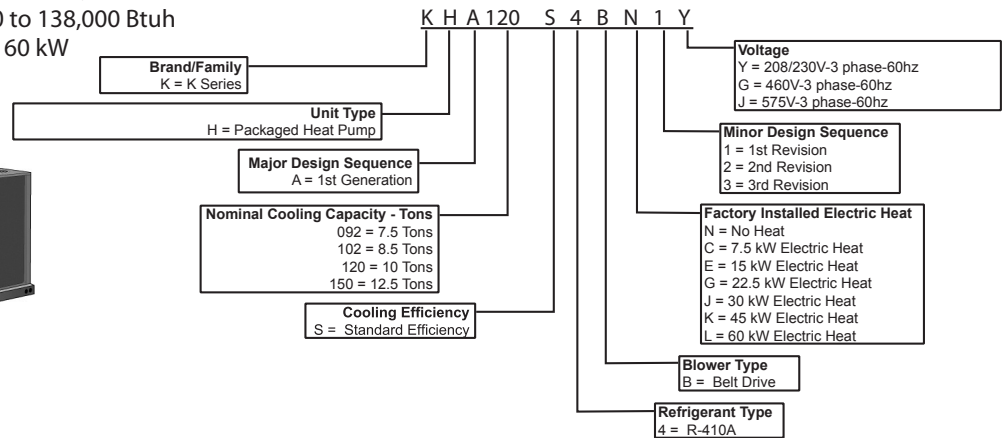 0 to 138,000 Btuh
60 kW
K H A 120 S 4 B N 1 Y
Brand/Family
K = K Series
Unit Type
H = Packaged Heat Pump
Major Design Sequence
A = 1st Generation
Nominal Cooling Capacity - Tons
092 = 7.5 Tons
102 = 8.5 Tons
120 = 10 Tons
150 = 12.5 Tons
Cooling Efficiency
S = Standard Efficiency
Voltage
Y = 208/230V-3 phase-60hz
G = 460V-3 phase-60hz
J = 575V-3 phase-60hz
Minor Design Sequence
1 = 1st Revision
2 = 2nd Revision
3 = 3rd Revision
Factory Installed Electric Heat
N = No Heat
C = 7.5 kW Electric Heat
E = 15 kW Electric Heat
G = 22.5 kW Electric Heat
J = 30 kW Electric Heat
K = 45 kW Electric Heat
L = 60 kW Electric Heat
Blower Type
B = Belt Drive
Refrigerant Type
4 = R-410A